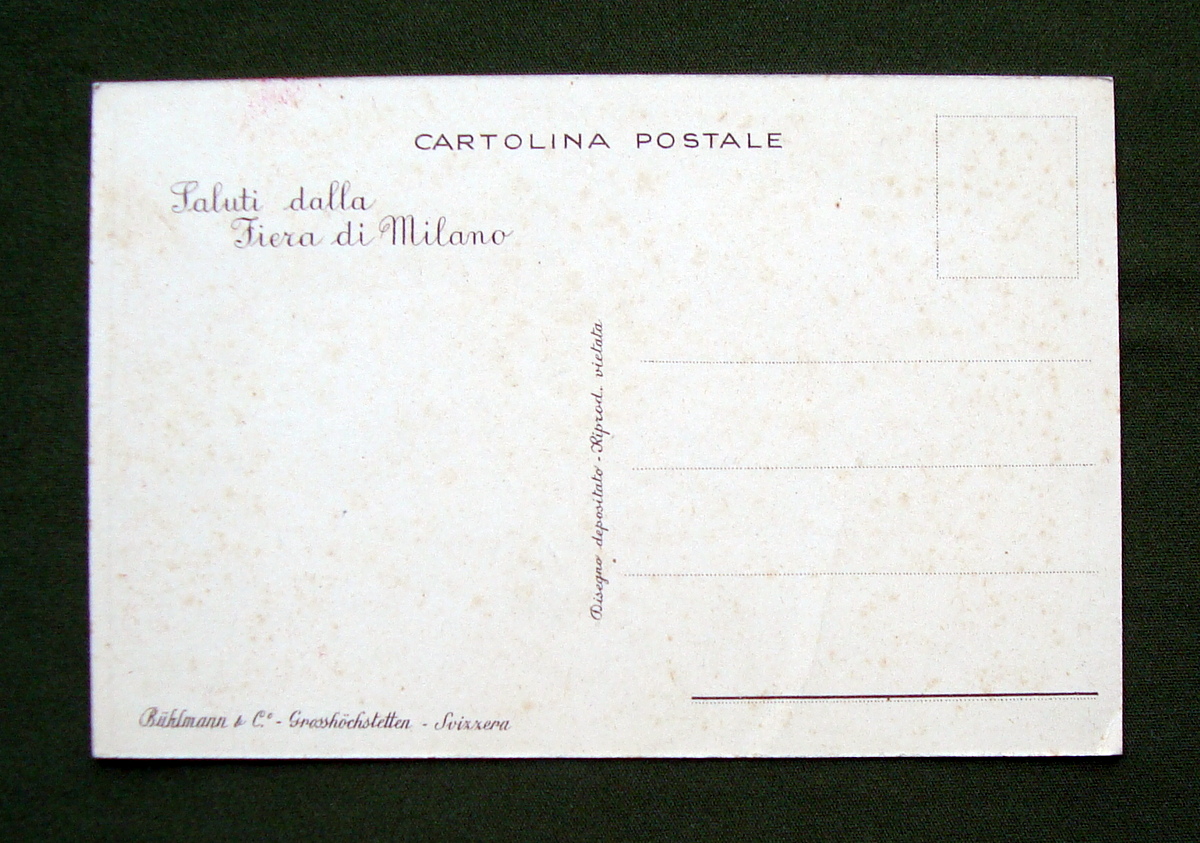 CARTOLINA POSTALE
Saluti dalla
Fiera di Milano
Disegno depositato - Riprod. vietata
Bühlmann & C.º - Grosshöchstetten - Svizzera